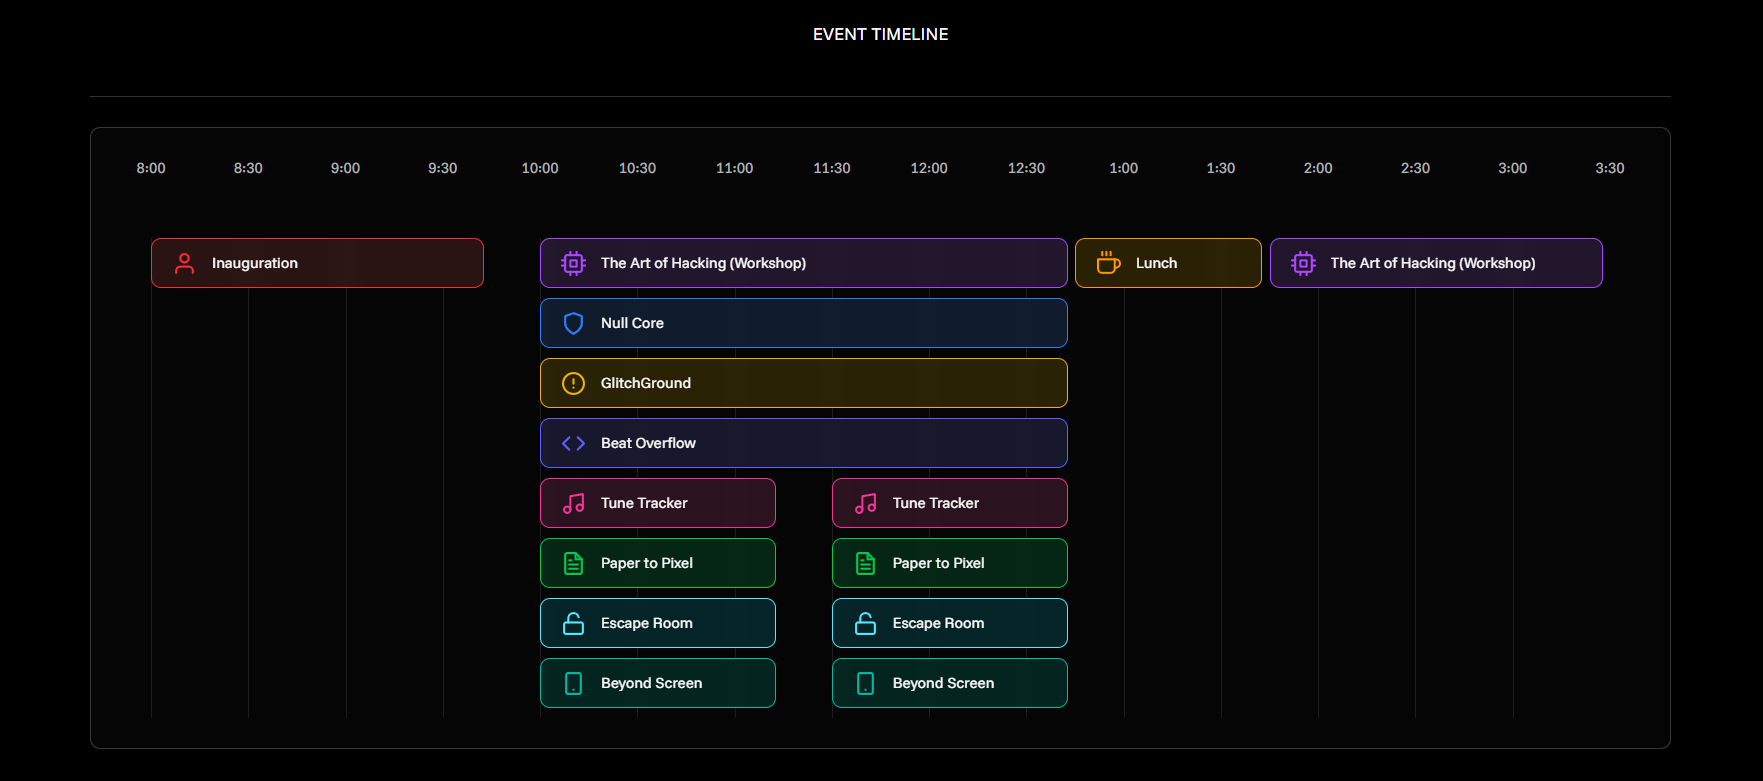 EVENT TIMELINE
8:00 8:30 9:00 9:30 10:00 10:30 11:00 11:30 12:00 12:30 1:00 1:30 2:00 2:30 3:00 3:30
Inauguration The Art of Hacking (Workshop) Lunch The Art of Hacking (Workshop)
Null Core
GlitchGround
Beat Overflow
Tune Tracker Tune Tracker
Paper to Pixel Paper to Pixel
Escape Room Escape Room
Beyond Screen Beyond Screen